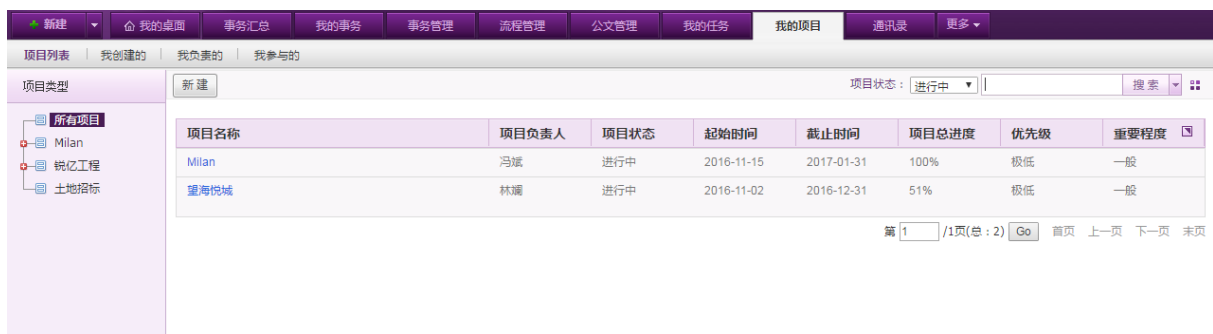 新建 我的桌面 事务汇总 我的事务 事务管理 流程管理 公文管理 我的任务 我的项目 通讯录 更多
项目列表 我创建的 我负责的 我参与的
项目类型
新建 项目状态： 进行中 搜索
所有项目
Milan
锐亿工程
土地招标
项目名称 项目负责人 项目状态 起始时间 截止时间 项目总进度 优先级 重要程度
Milan 冯斌 进行中 2016-11-15 2017-01-31 100% 极低 一般
望海悦城 林斓 进行中 2016-11-02 2016-12-31 51% 极低 一般
第 1 /1页(总：2) Go 首页 上一页 下一页 末页